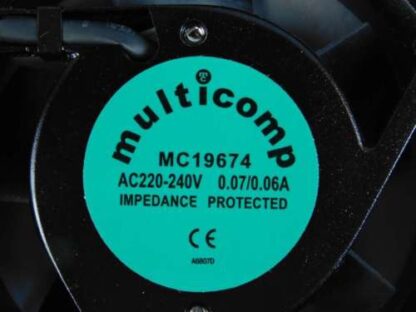 multicomp
MC19674
AC220-240V 0.07/0.06A
IMPEDANCE PROTECTED
CE